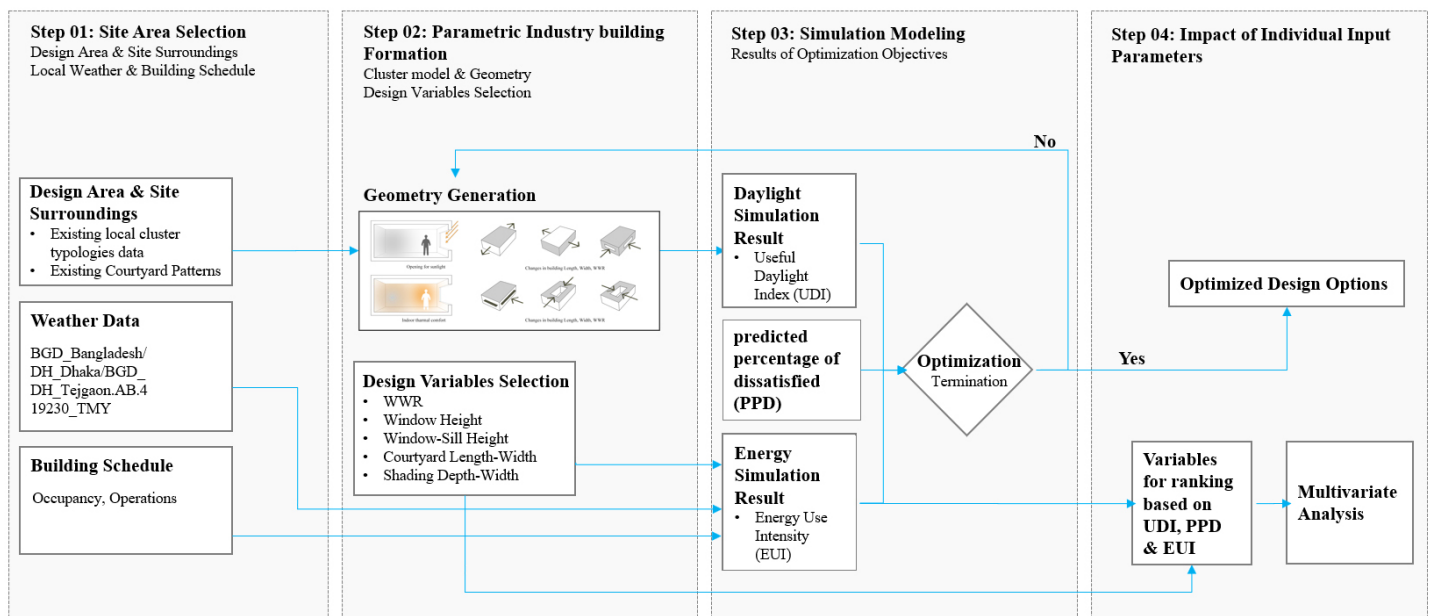 Step 01: Site Area Selection
Design Area & Site Surroundings
Local Weather & Building Schedule
Design Area & Site
Surroundings
• Existing local cluster
typologies data
• Existing Courtyard Patterns
Weather Data
BGD_Bangladesh/
DH_Dhaka/BGD_
DH_Tejgaon.AB.4
19230_TMY
Building Schedule
Occupancy, Operations
Step 02: Parametric Industry building
Formation
Cluster model & Geometry
Design Variables Selection
Geometry Generation
Opening for sunlight
Changes in building Length, Width, WWR
Indoor thermal comfort
Changes in building Length, Width, WWR
Design Variables Selection
• WWR
• Window Height
• Window-Sill Height
• Courtyard Length-Width
• Shading Depth-Width
Step 03: Simulation Modeling
Results of Optimization Objectives
No
Daylight
Simulation
Result
• Useful
Daylight
Index (UDI)
predicted
percentage of
dissatisfied
(PPD)
Energy
Simulation
Result
• Energy Use
Intensity
(EUI)
Optimization
Termination
Step 04: Impact of Individual Input
Parameters
Yes
Optimized Design Options
Variables
for ranking
based on
UDI, PPD
& EUI
Multivariate
Analysis